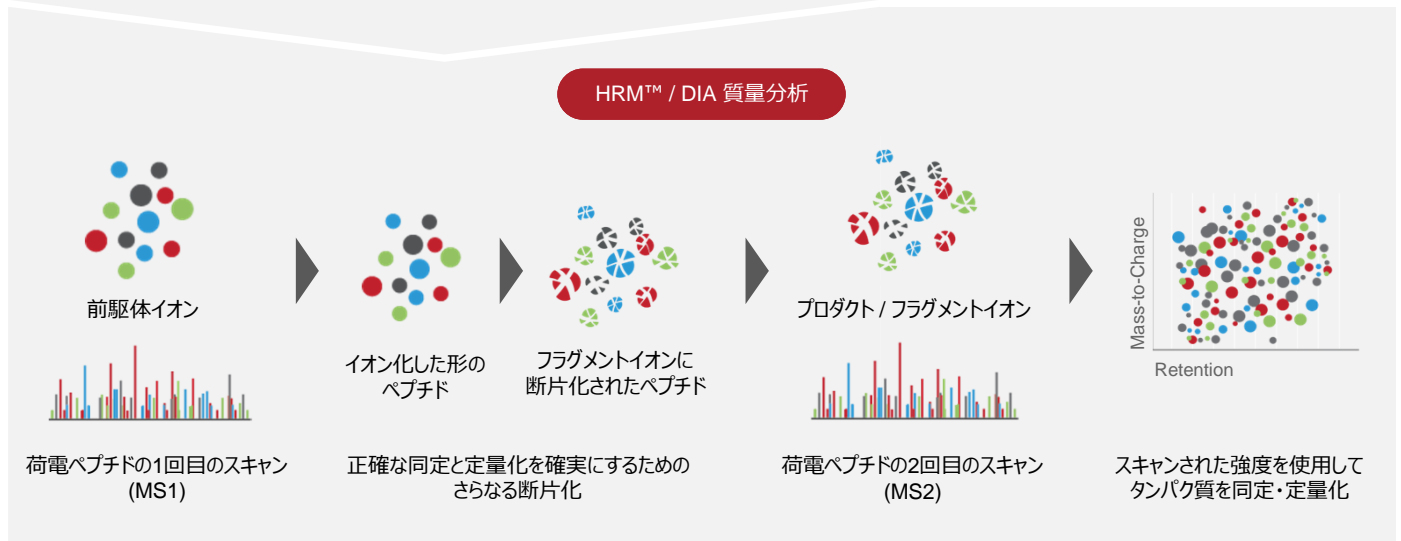 HRM™ / DIA 質量分析
前駆体イオン
イオン化した形の
ペプチド
フラグメントイオンに
断片化されたペプチド
プロダクト / フラグメントイオン
Mass-to-Charge
Retention
荷電ペプチドの1回目のスキャン
(MS1)
正確な同定と定量化を確実にするための
さらなる断片化
荷電ペプチドの2回目のスキャン
(MS2)
スキャンされた強度を使用して
タンパク質を同定・定量化